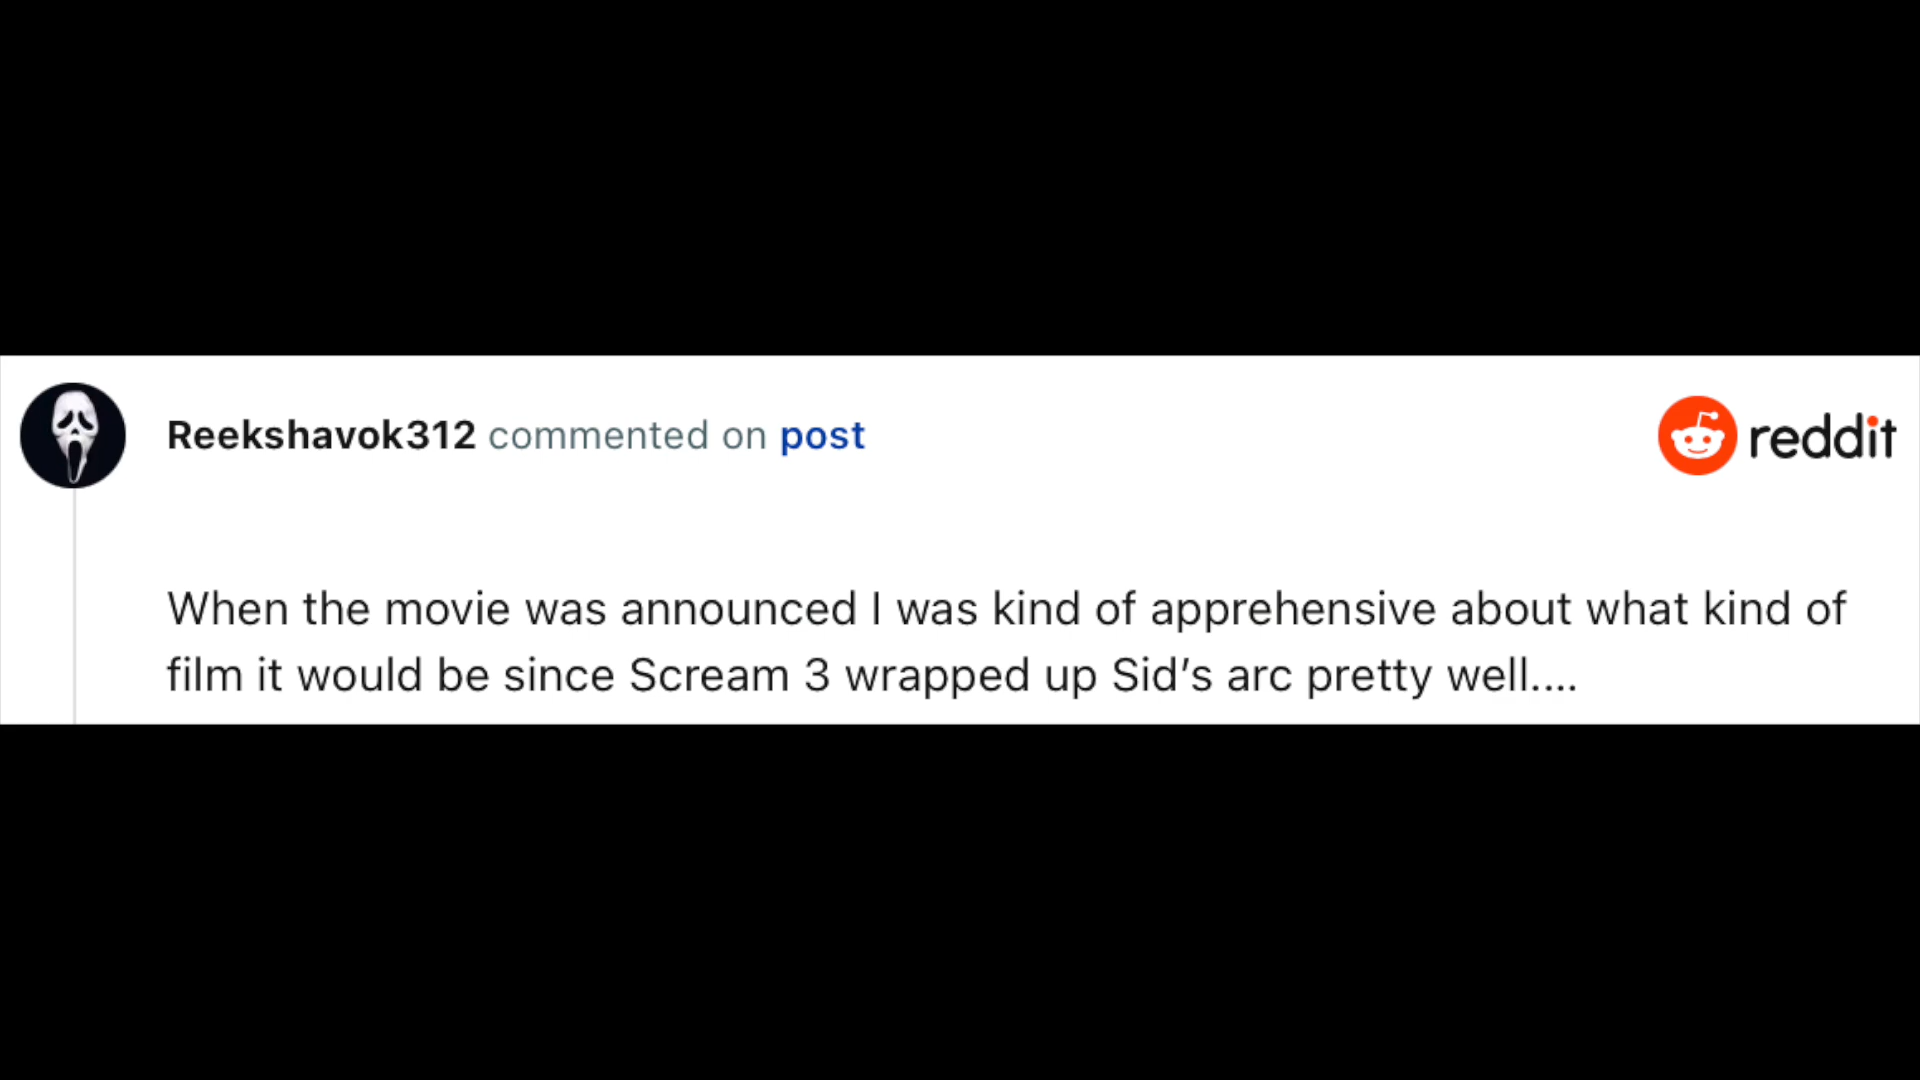 Reekshavok312 commented on post
reddit
When the movie was announced I was kind of apprehensive about what kind of
film it would be since Scream 3 wrapped up Sid’s arc pretty well....